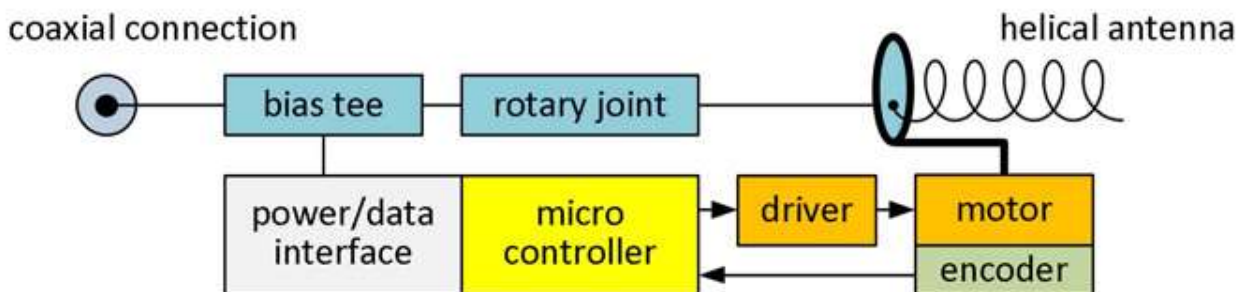 coaxial connection
helical antenna
bias tee
rotary joint
power/data
interface
micro
controller
driver
motor
encoder